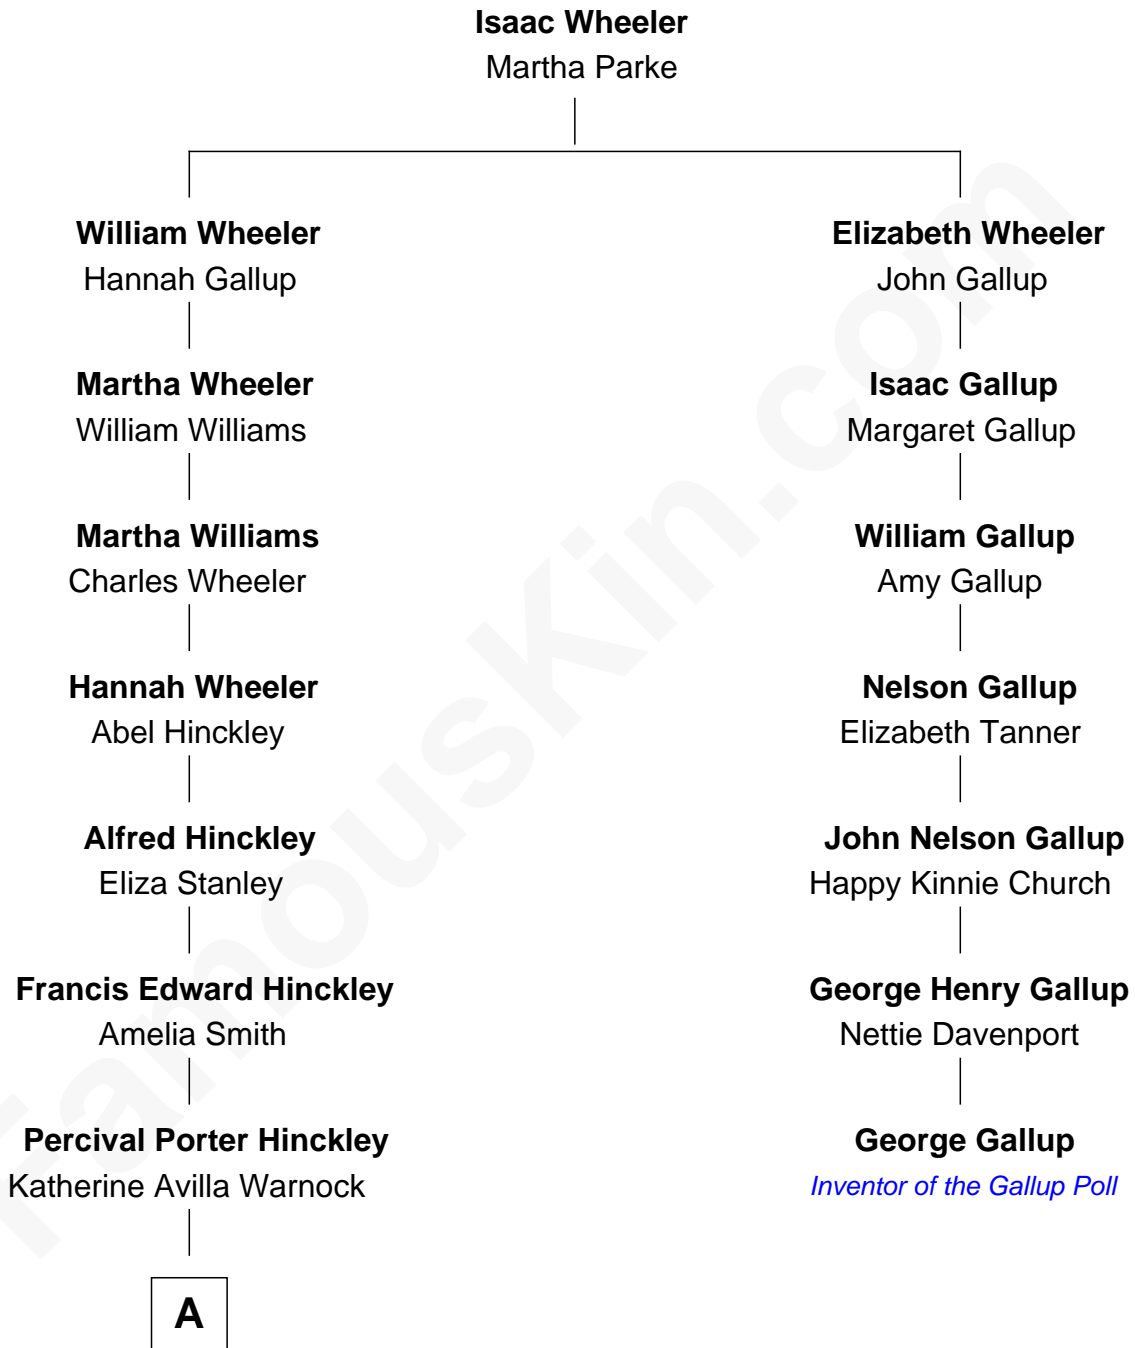 Isaac Wheeler
Martha Parke
William Wheeler
Hannah Gallup
Martha Wheeler
William Williams
Martha Williams
Charles Wheeler
Hannah Wheeler
Abel Hinckley
Alfred Hinckley
Eliza Stanley
Francis Edward Hinckley
Amelia Smith
Percival Porter Hinckley
Katherine Avilla Warnock
A
Elizabeth Wheeler
John Gallup
Isaac Gallup
Margaret Gallup
William Gallup
Amy Gallup
Nelson Gallup
Elizabeth Tanner
John Nelson Gallup
Happy Kinnie Church
George Henry Gallup
Nettie Davenport
George Gallup
Inventor of the Gallup Poll
FamousKin.com